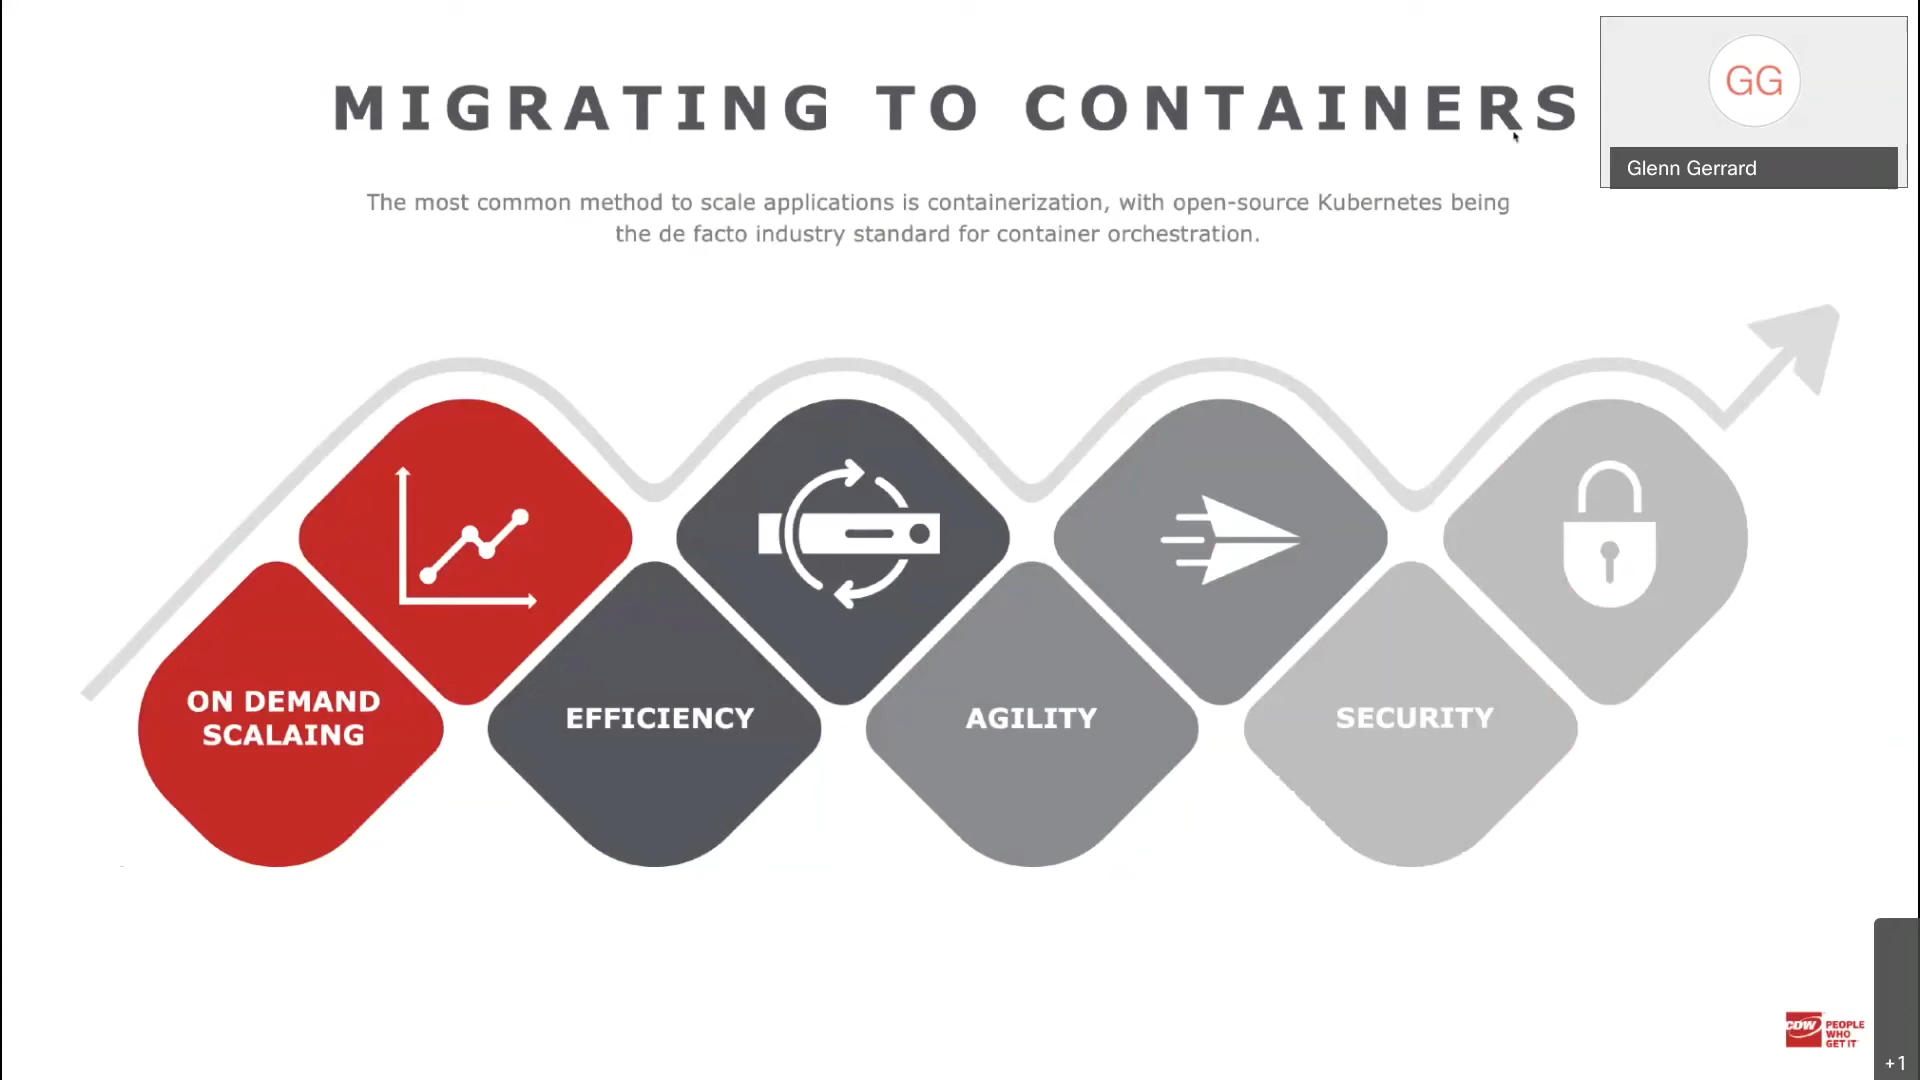 MIGRATING TO CONTAINERS
GG
Glenn Gerrard
The most common method to scale applications is containerization, with open-source Kubernetes being
the de facto industry standard for container orchestration.
ON DEMAND
SCALAING
EFFICIENCY
AGILITY
SECURITY
CDW
PEOPLE
WHO
GET IT
+1